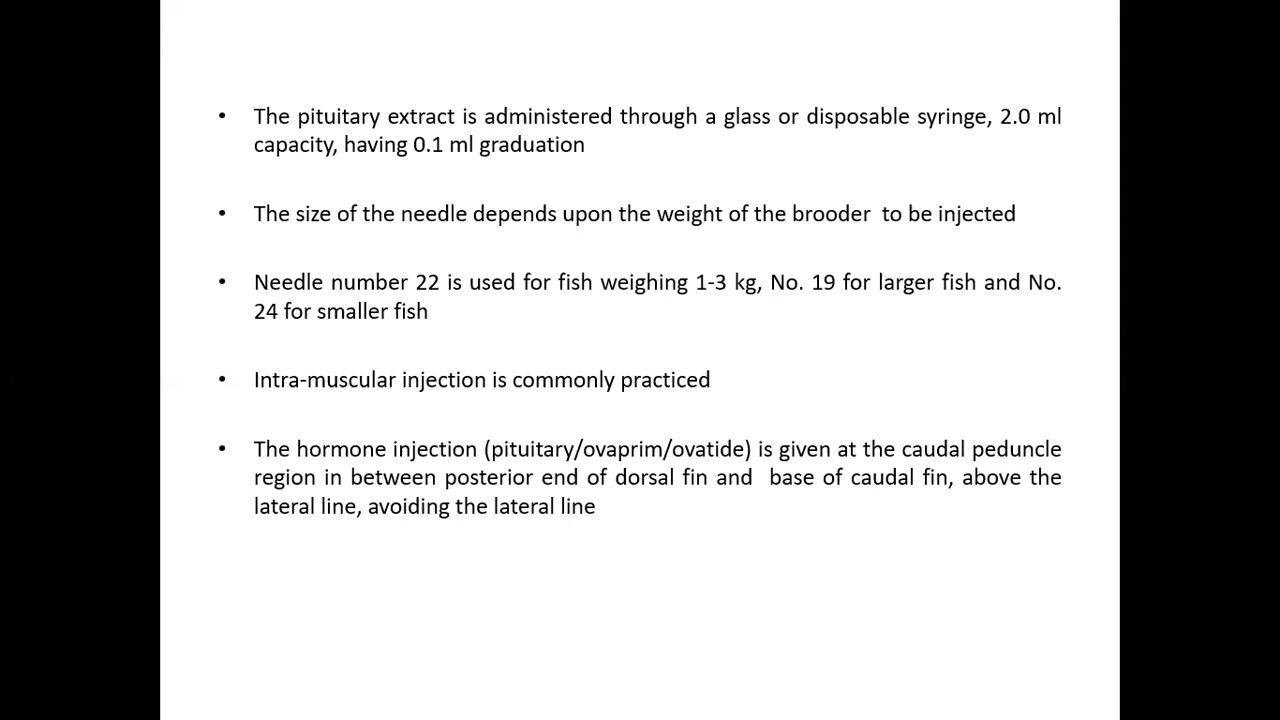 • The pituitary extract is administered through a glass or disposable syringe, 2.0 ml
capacity, having 0.1 ml graduation
• The size of the needle depends upon the weight of the brooder  to be injected
• Needle number 22 is used for fish weighing 1-3 kg, No. 19 for larger fish and No.
24 for smaller fish
• Intra-muscular injection is commonly practiced
• The hormone injection (pituitary/ovaprim/ovatide) is given at the caudal peduncle
region in between posterior end of dorsal fin and  base of caudal fin, above the
lateral line, avoiding the lateral line